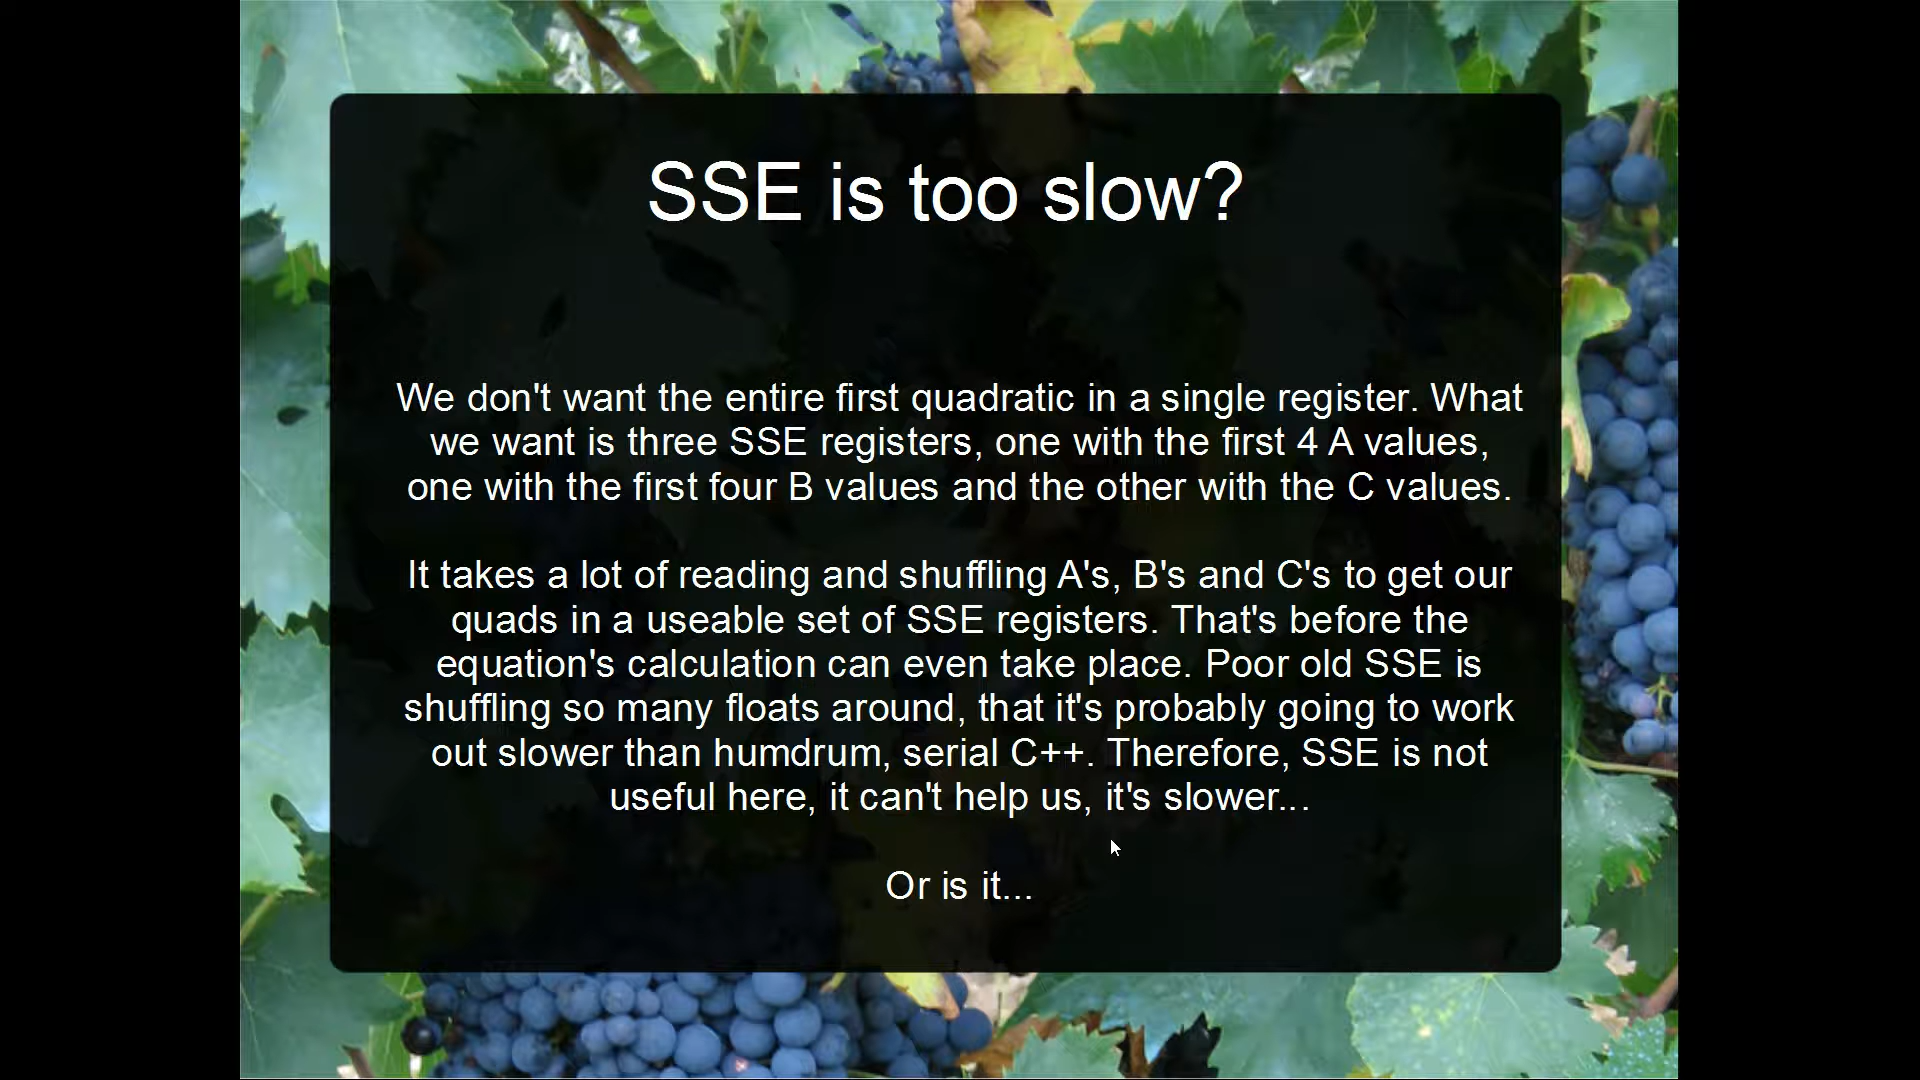 SSE is too slow?
We don't want the entire first quadratic in a single register. What
we want is three SSE registers, one with the first 4 A values,
one with the first four B values and the other with the C values.
It takes a lot of reading and shuffling A's, B's and C's to get our
quads in a useable set of SSE registers. That's before the
equation's calculation can even take place. Poor old SSE is
shuffling so many floats around, that it's probably going to work
out slower than humdrum, serial C++. Therefore, SSE is not
useful here, it can't help us, it's slower...
Or is it...